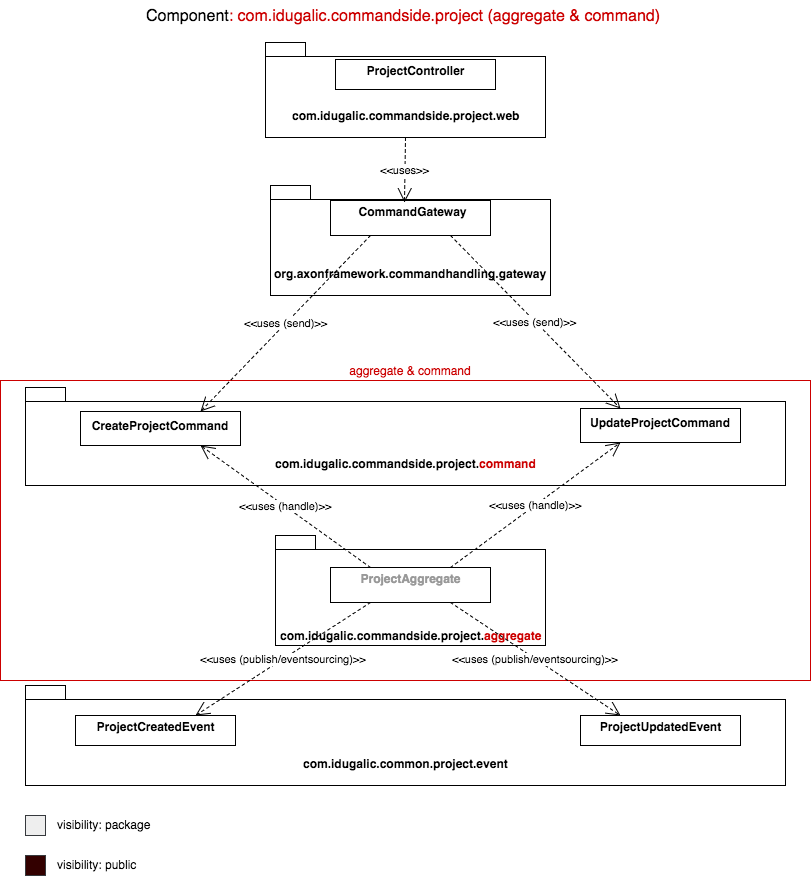 Component: com.idugalic.commandside.project (aggregate & command)
ProjectController
com.idugalic.commandside.project.web
<<uses>>
CommandGateway
org.axonframework.commandhandling.gateway
<<uses (send)>>
<<uses (send)>>
aggregate & command
CreateProjectCommand
UpdateProjectCommand
com.idugalic.commandside.project.command
<<uses (handle)>>
<<uses (handle)>>
ProjectAggregate
com.idugalic.commandside.project.aggregate
<<uses (publish/eventsourcing)>>
<<uses (publish/eventsourcing)>>
ProjectCreatedEvent
ProjectUpdatedEvent
com.idugalic.common.project.event
visibility: package
visibility: public